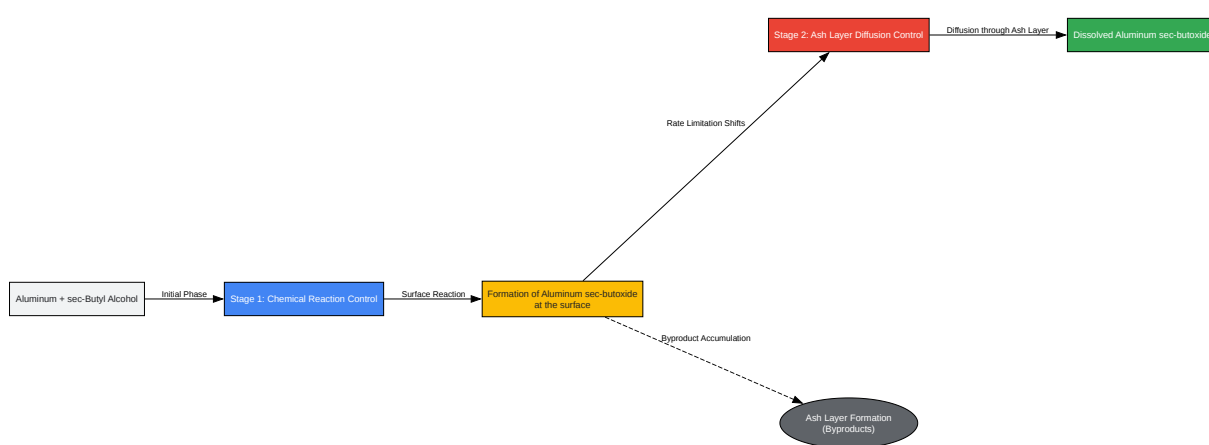 Stage 2: Ash Layer Diffusion Control
Diffusion through Ash Layer
Dissolved Aluminum sec-butoxide
Rate Limitation Shifts
Aluminum + sec-Butyl Alcohol
Initial Phase
Stage 1: Chemical Reaction Control
Surface Reaction
Formation of Aluminum sec-butoxide
at the surface
Byproduct Accumulation
Ash Layer Formation
(Byproducts)